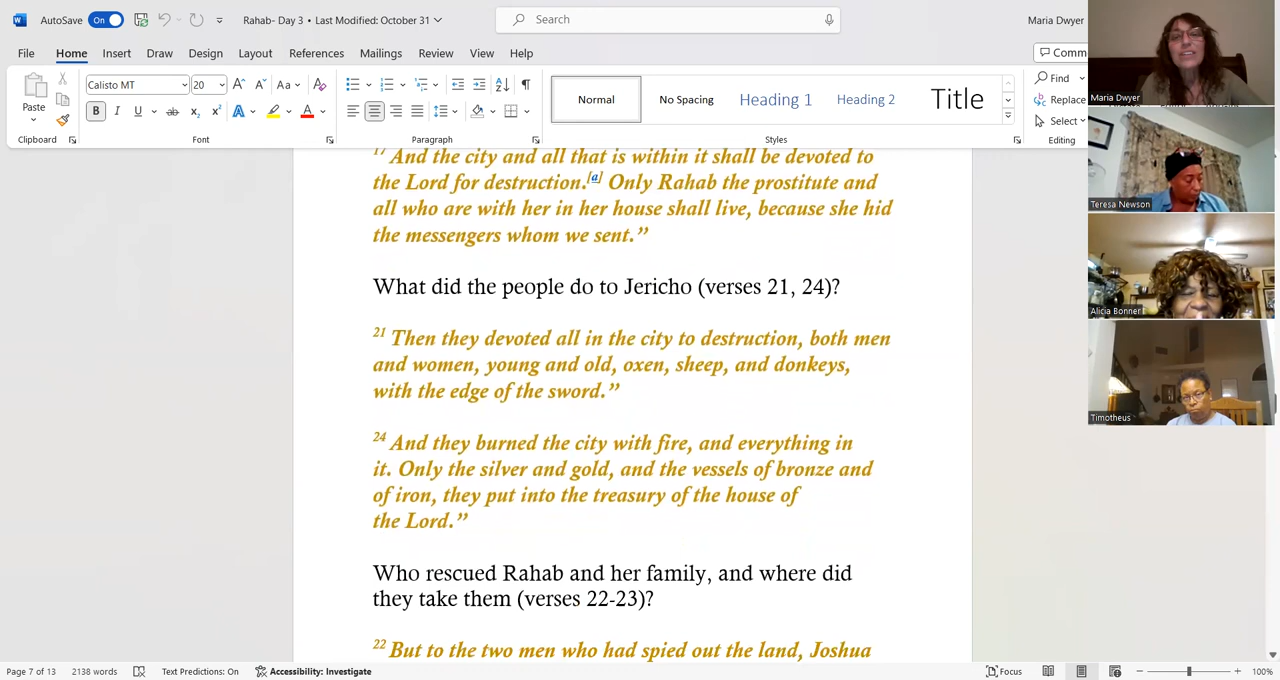 AutoSave On Rahab- Day 3 • Last Modified: October 31 Search Maria Dwyer
File Home Insert Draw Design Layout References Mailings Review View Help Comm
Paste Calisto MT 20 Aa Normal No Spacing Heading 1 Heading 2 Title Find
Replace
Select
Clipboard Font Paragraph Styles Editing
17 And the city and all that is within it shall be devoted to
the Lord for destruction.[a] Only Rahab the prostitute and
all who are with her in her house shall live, because she hid
the messengers whom we sent.”
What did the people do to Jericho (verses 21, 24)?
21 Then they devoted all in the city to destruction, both men
and women, young and old, oxen, sheep, and donkeys,
with the edge of the sword.”
24 And they burned the city with fire, and everything in
it. Only the silver and gold, and the vessels of bronze and
of iron, they put into the treasury of the house of
the Lord.”
Who rescued Rahab and her family, and where did
they take them (verses 22-23)?
22 But to the two men who had spied out the land, Joshua
Maria Dwyer
Teresa Newson
Alicia Bonner
Timotheus
Page 7 of 13 2138 words Text Predictions: On Accessibility: Investigate Focus 100%